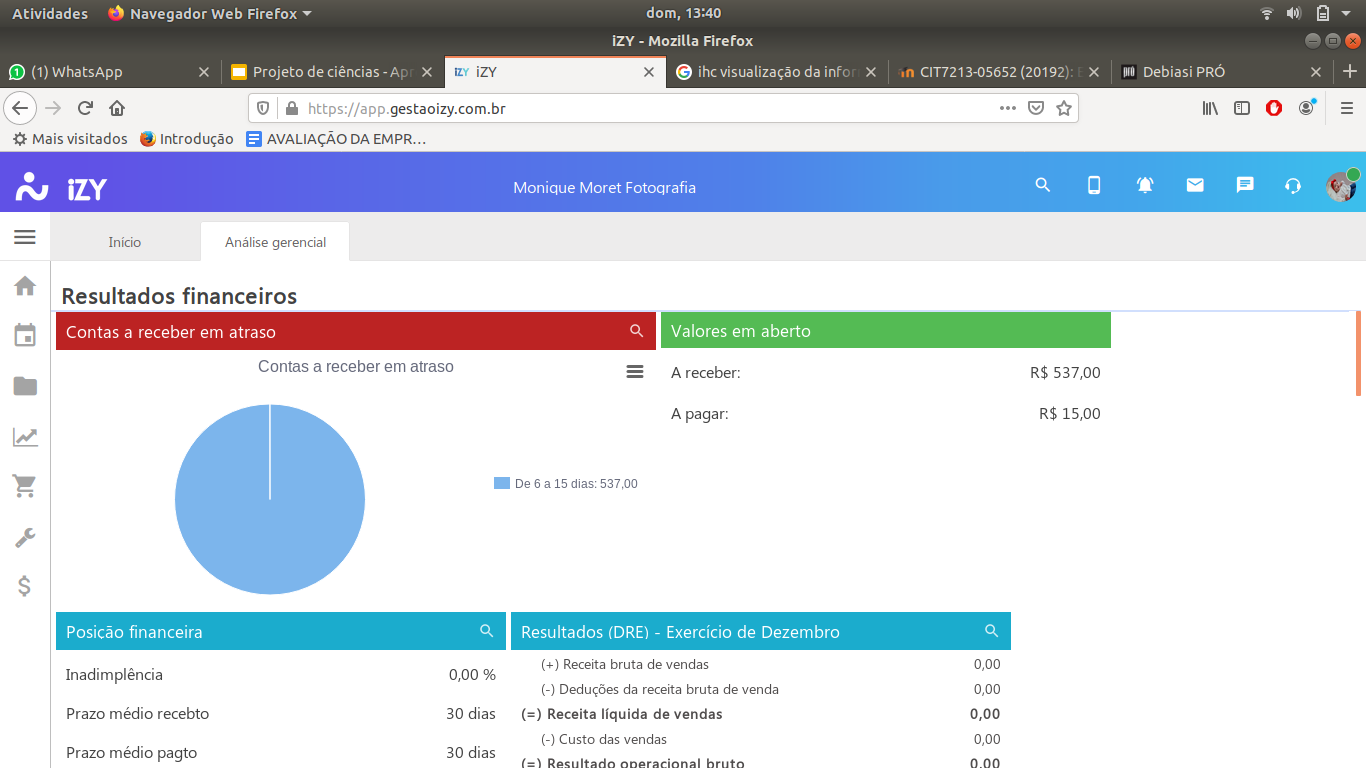 Atividades Navegador Web Firefox dom, 13:40
iZY - Mozilla Firefox
(1) WhatsApp Projeto de ciências - Apr iZY ihc visualização da infor CIT7213-05652 (20192): E Debiasi PRÓ
https://app.gestaoizy.com.br
Mais visitados Introdução AVALIAÇÃO DA EMPR…
iZY Monique Moret Fotografia
Início Análise gerencial
Resultados financeiros
Contas a receber em atraso
Contas a receber em atraso
De 6 a 15 dias: 537,00
Valores em aberto
A receber: R$ 537,00
A pagar: R$ 15,00
Posição financeira
Inadimplência 0,00 %
Prazo médio recebto 30 dias
Prazo médio pagto 30 dias
Resultados (DRE) - Exercício de Dezembro
(+) Receita bruta de vendas 0,00
(-) Deduções da receita bruta de venda 0,00
(=) Receita líquida de vendas 0,00
(-) Custo das vendas 0,00
(=) Resultado operacional bruto 0,00